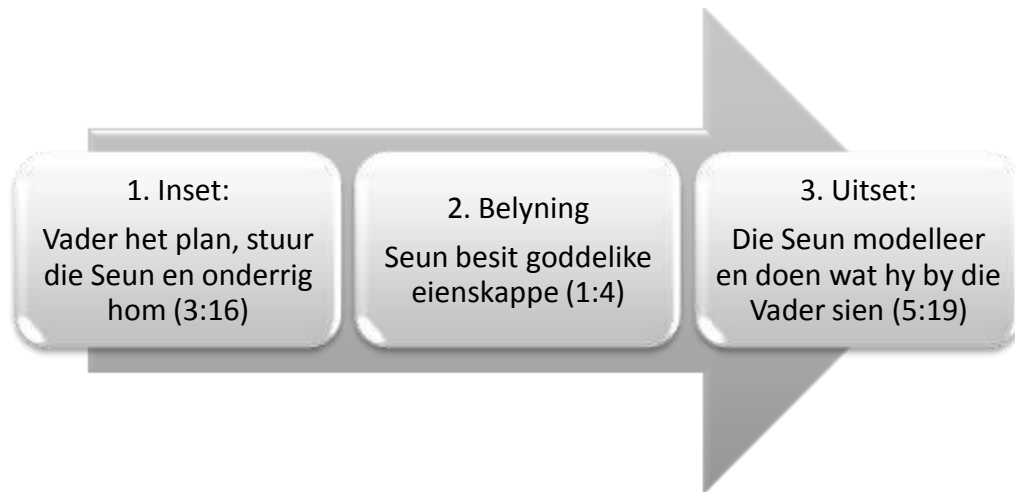 1. Inset:
Vader het plan, stuur
die Seun en onderrig
hom (3:16)
2. Belyning
Seun besit goddelike
eienskappe (1:4)
3. Uitset:
Die Seun modelleer
en doen wat hy by die
Vader sien (5:19)